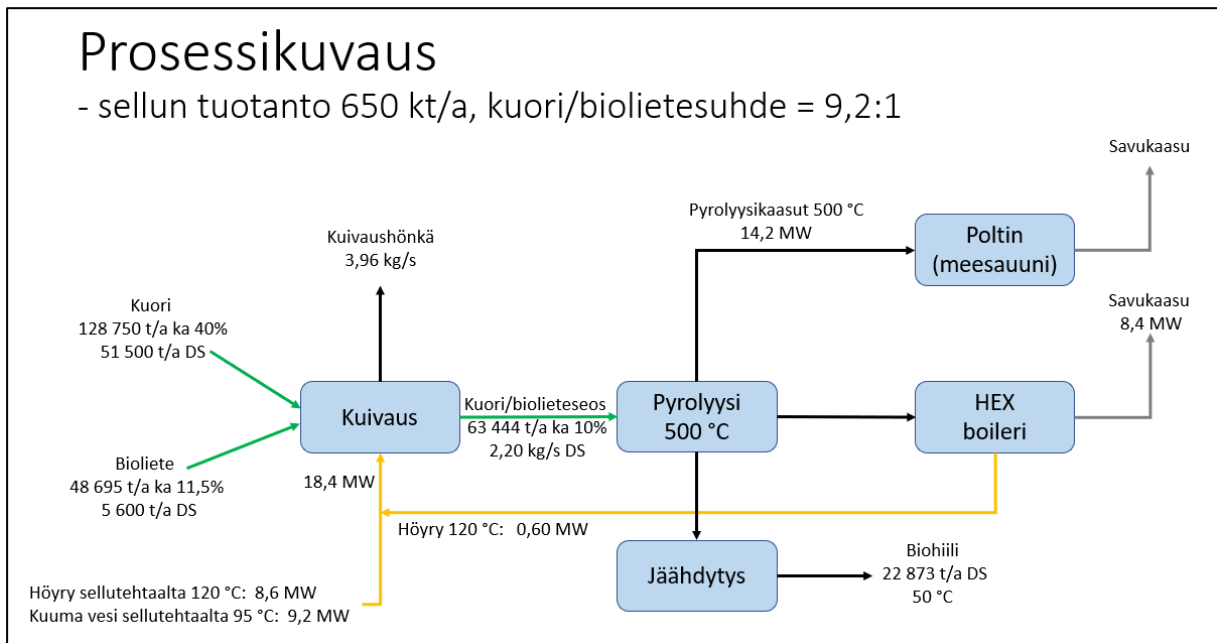 Prosessikuvaus
- sellun tuotanto 650 kt/a, kuori/biolietesuhde = 9,2:1
Savukaasu
Pyrolyysikaasut 500 °C
14,2 MW
Poltin
(meesauuni)
Kuivaushönkä
3,96 kg/s
Savukaasu
8,4 MW
Kuori
128 750 t/a ka 40%
51 500 t/a DS
Kuivaus
Kuori/biolieteseos
63 444 t/a ka 10%
2,20 kg/s DS
Pyrolyysi
500 °C
HEX
boileri
Bioliete
48 695 t/a ka 11,5%
5 600 t/a DS
18,4 MW
Höyry 120 °C: 0,60 MW
Jäähdytys
Biohiili
22 873 t/a DS
50 °C
Höyry sellutehtaalta 120 °C: 8,6 MW
Kuuma vesi sellutehtaalta 95 °C: 9,2 MW